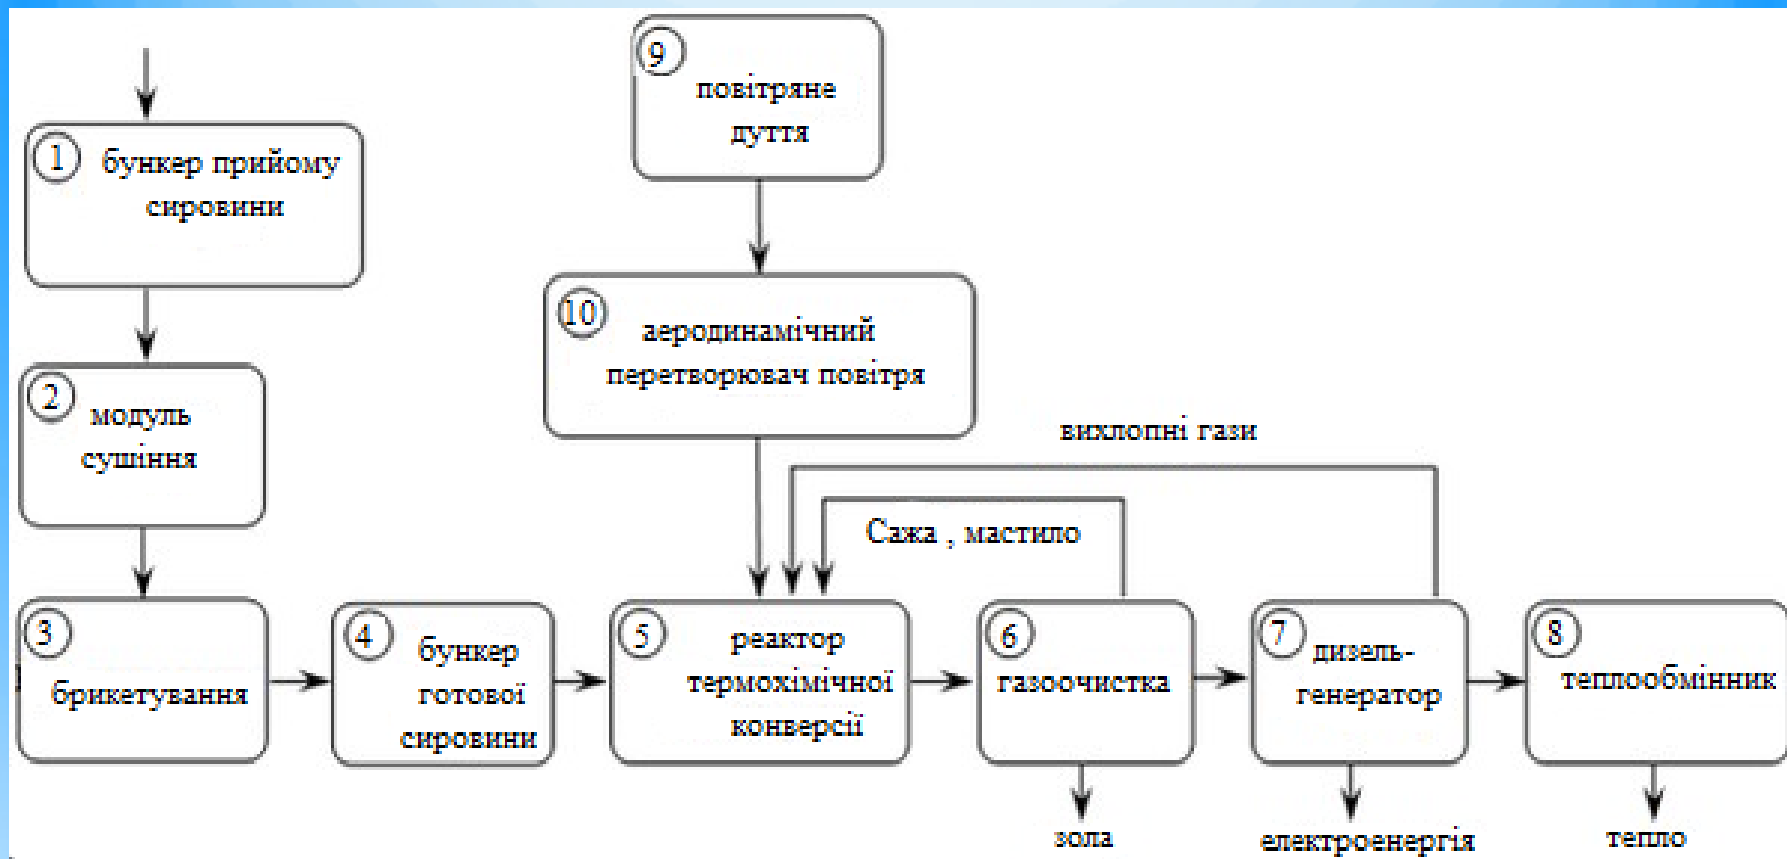 9
повітряне
дуття
1
бункер прийому
сировини
10
аеродинамічний
перетворювач повітря
2
модуль
сушіння
вихлопні гази
Сажа , мастило
3
брикетування
4
бункер
готової
сировини
5
реактор
термохімічної
конверсії
6
газоочистка
7
дизель-
генератор
8
теплообмінник
зола
електроенергія
тепло